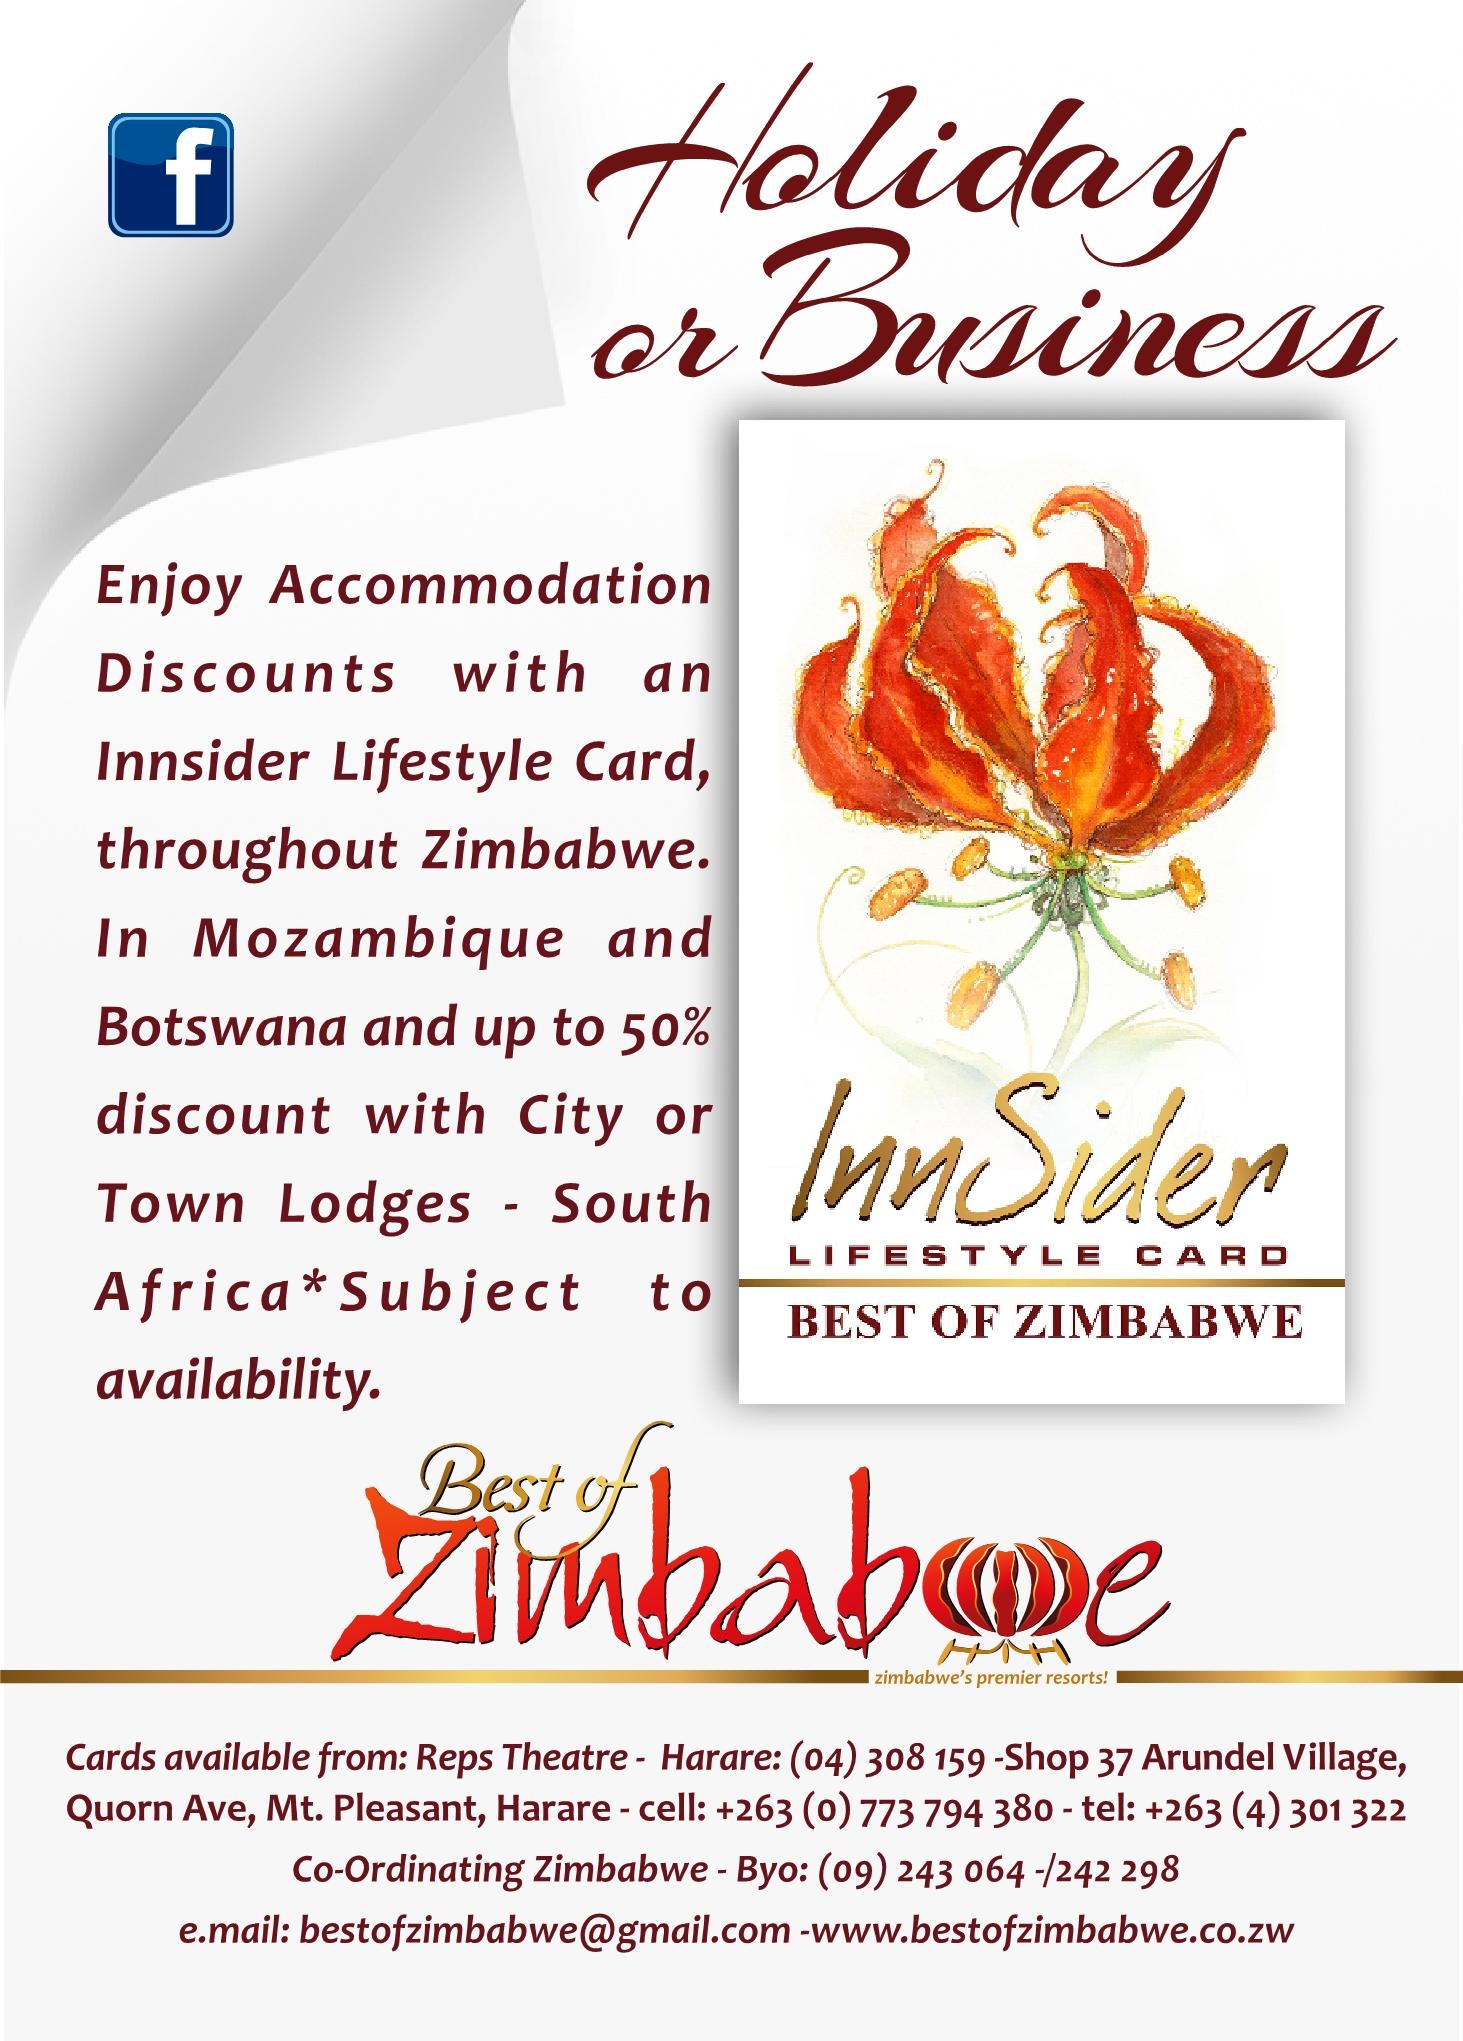 f
Holiday
or Business
Enjoy Accommodation
Discounts with an
Innsider Lifestyle Card,
throughout Zimbabwe.
In Mozambique and
Botswana and up to 50%
discount with City or
Town Lodges - South
Africa*Subject to
availability.
InnSider
LIFESTYLE CARD
BEST OF ZIMBABWE
Best of
Zimbabwe
zimbabwe's premier resorts!
Cards available from: Reps Theatre - Harare: (04) 308 159 -Shop 37 Arundel Village,
Quorn Ave, Mt. Pleasant, Harare - cell: +263 (0) 773 794 380 - tel: +263 (4) 301 322
Co-Ordinating Zimbabwe - Byo: (09) 243 064 -/242 298
e.mail: bestofzimbabwe@gmail.com -www.bestofzimbabwe.co.zw